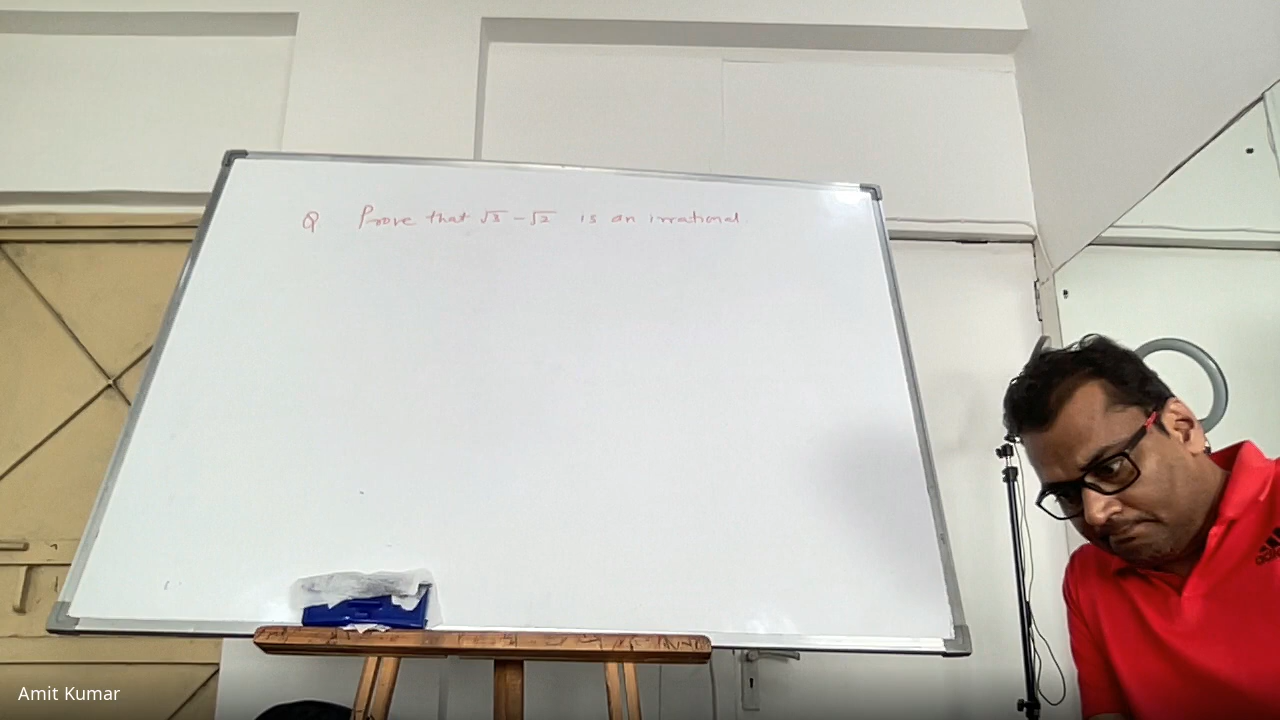 Q Prove that √3 - √2 is an irrational
Amit Kumar